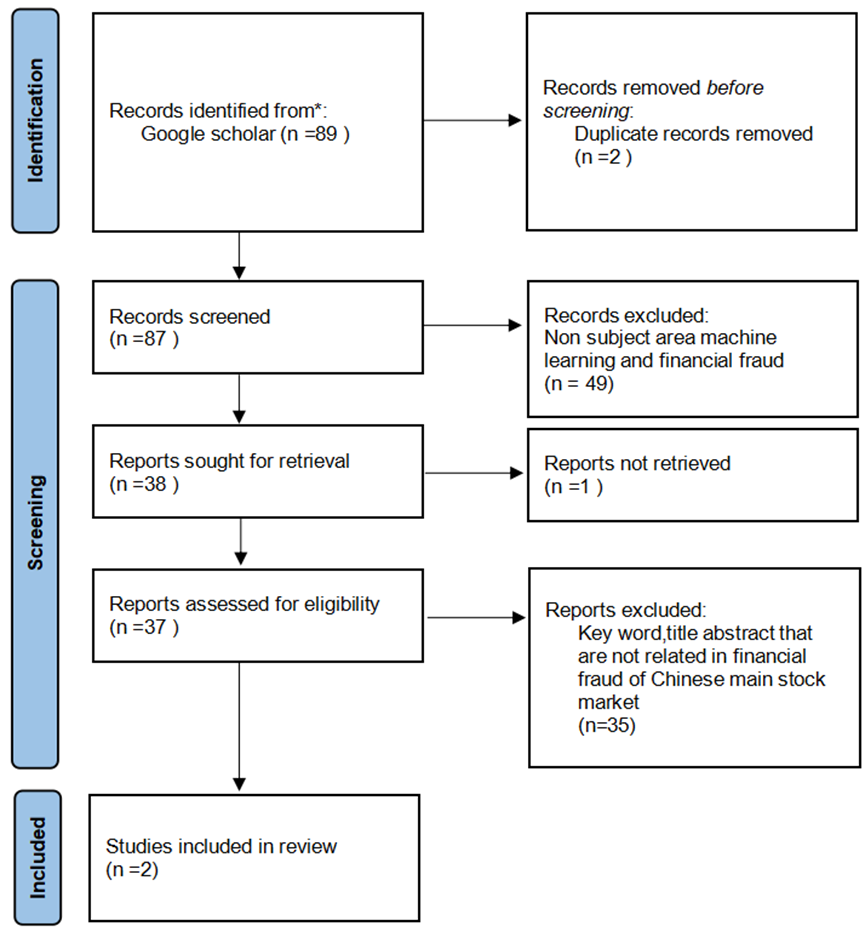 Identification
Records identified from*:
Google scholar (n =89 )
Records removed before
screening:
Duplicate records removed
(n =2 )
Screening
Records screened
(n =87 )
Records excluded:
Non subject area machine
learning and financial fraud
(n = 49)
Reports sought for retrieval
(n =38 )
Reports not retrieved
(n =1 )
Reports assessed for eligibility
(n =37 )
Reports excluded:
Key word,title abstract that
are not related in financial
fraud of Chinese main stock
market
(n=35)
Included
Studies included in review
(n =2)